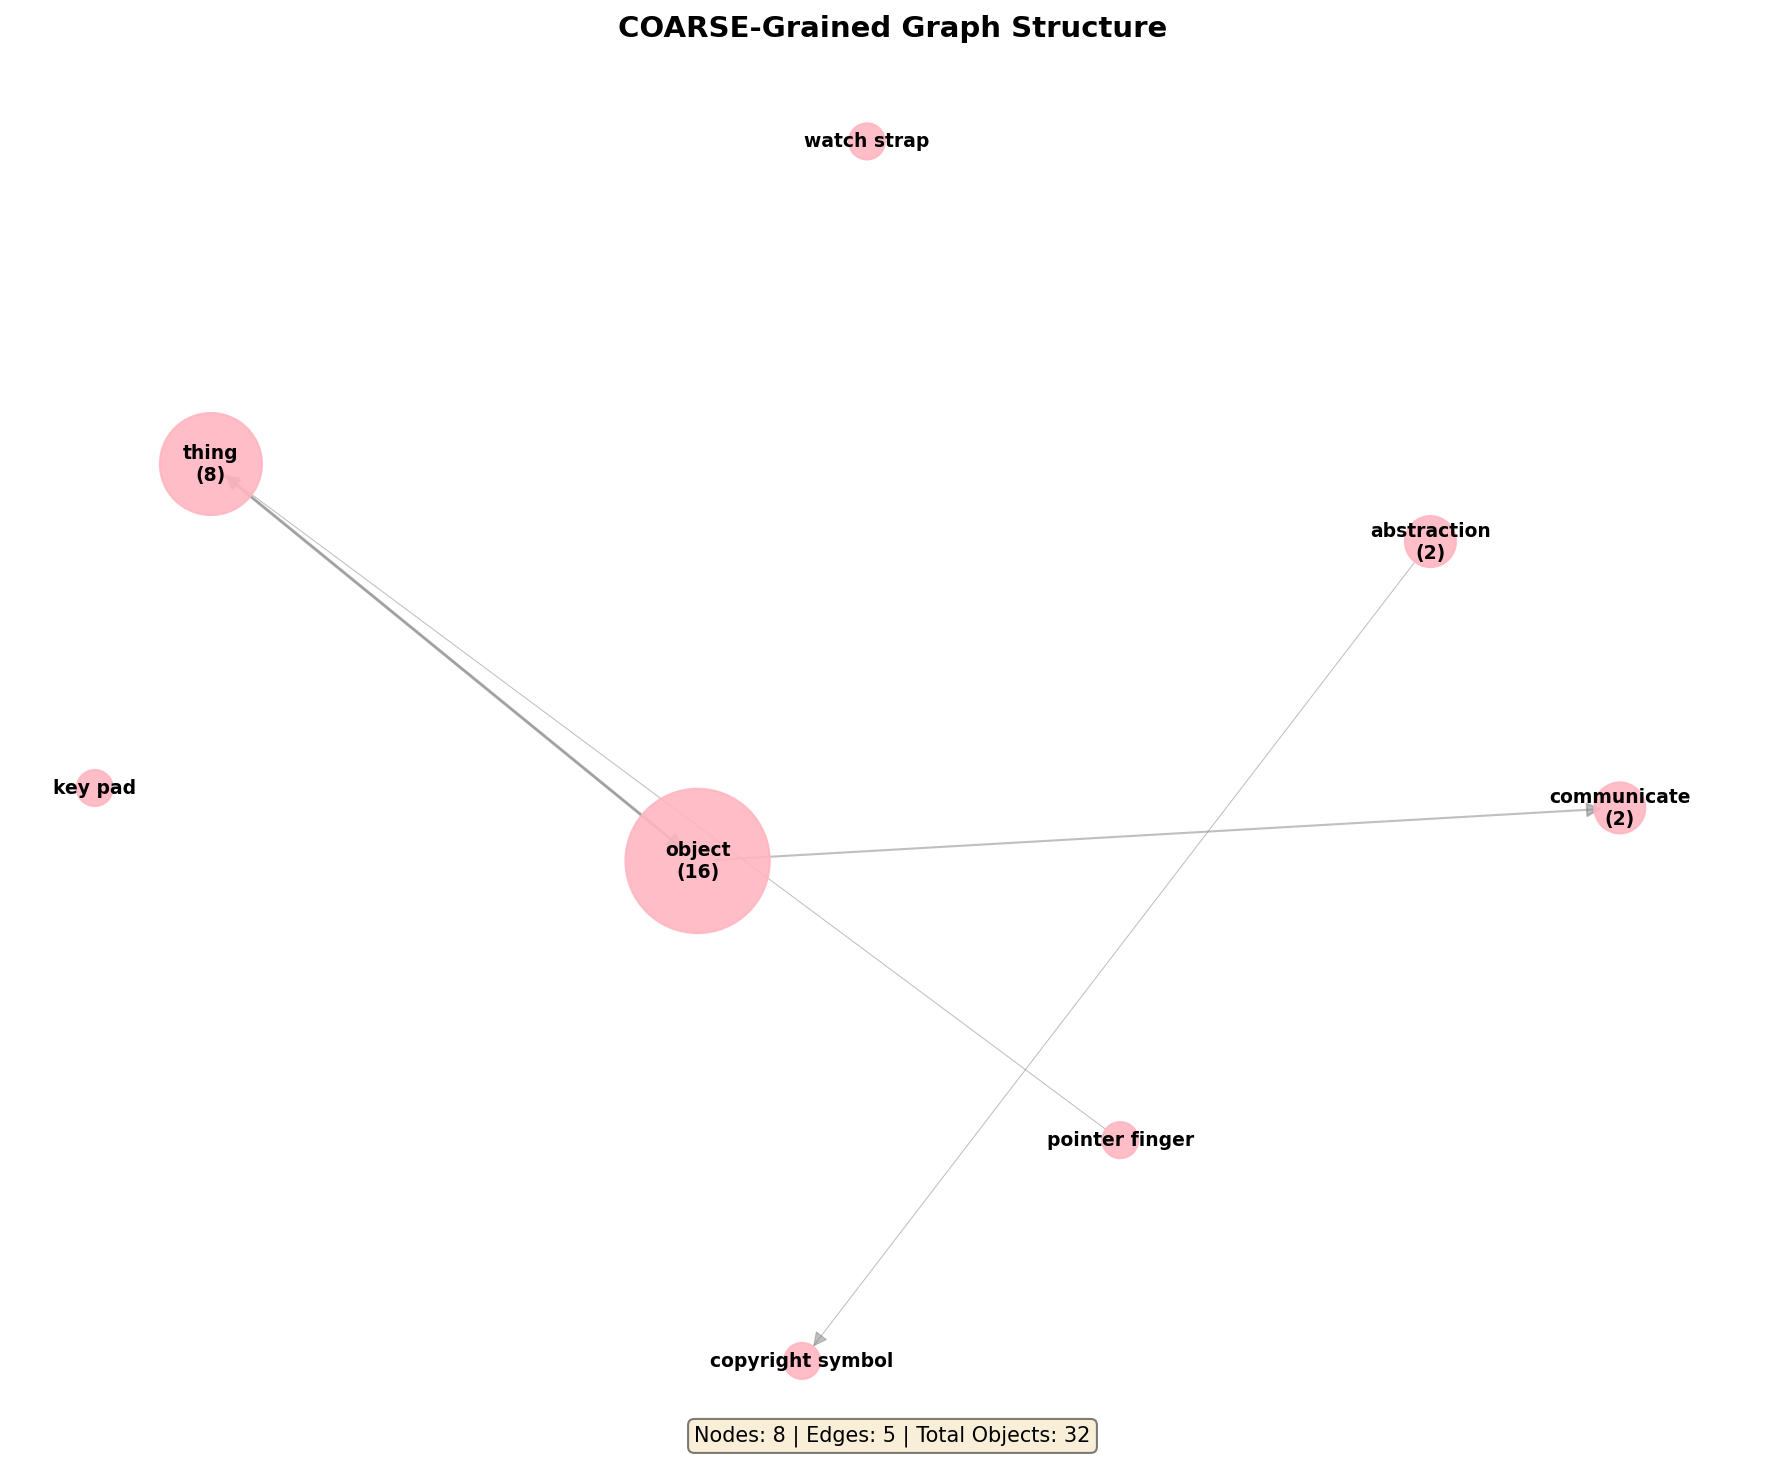 COARSE-Grained Graph Structure
watch strap
thing
(8)
abstraction
(2)
key pad
communicate
(2)
object
(16)
pointer finger
copyright symbol
Nodes: 8 | Edges: 5 | Total Objects: 32